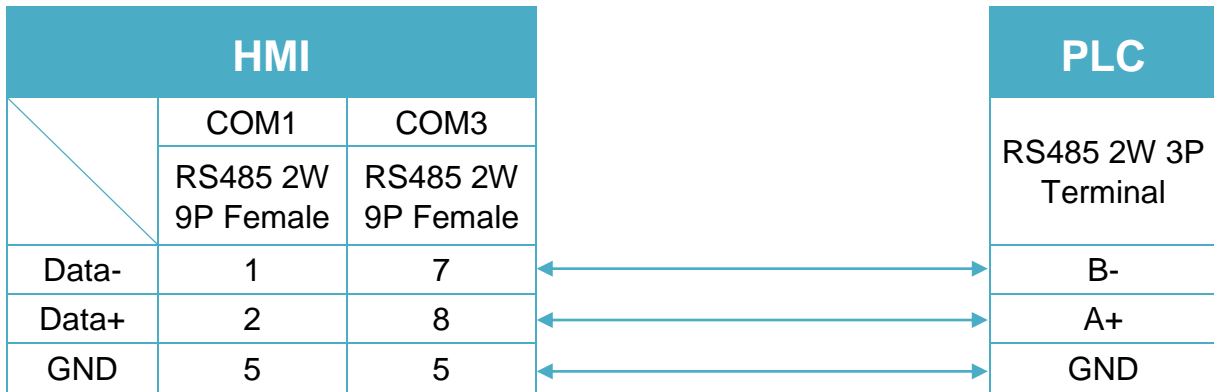 HMI
PLC
COM1 COM3
RS485 2W RS485 2W
9P Female 9P Female
RS485 2W 3P
Terminal
Data- 1 7 B-
Data+ 2 8 A+
GND 5 5 GND